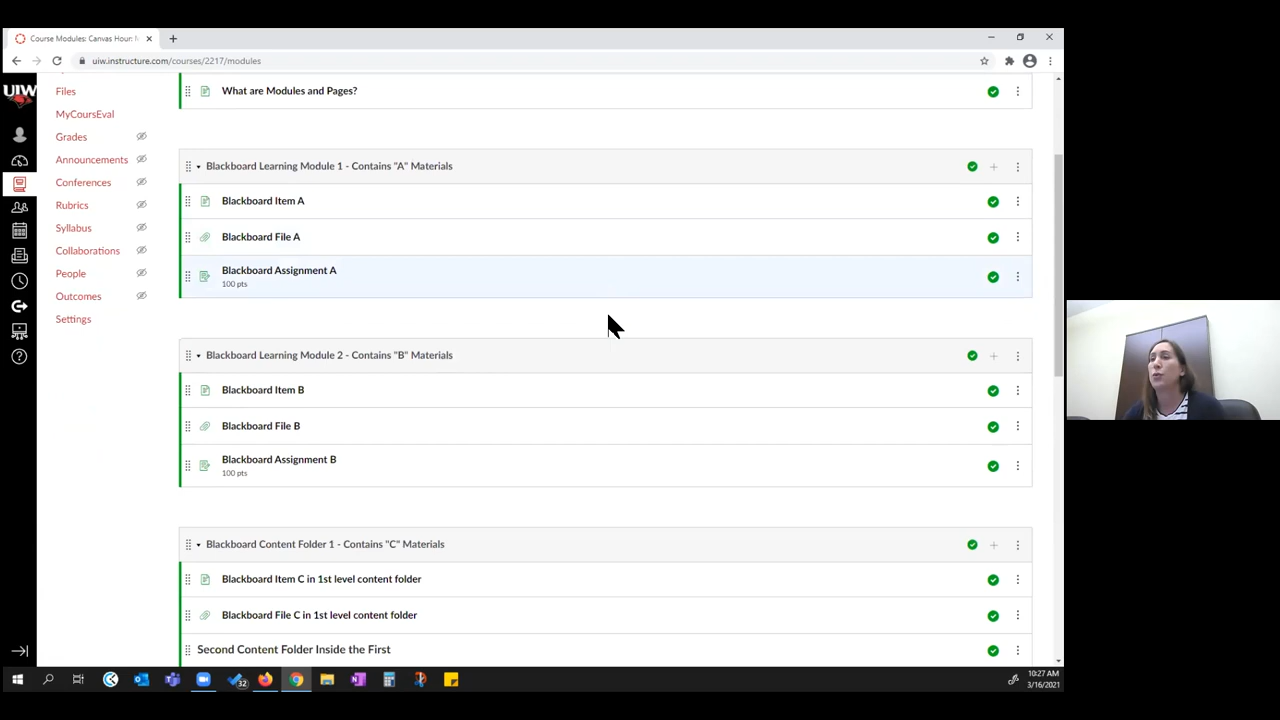 Course Modules: Canvas Hour: M
uiw.instructure.com/courses/2217/modules
UIW
Files
MyCoursEval
Grades
Announcements
Conferences
Rubrics
Syllabus
Collaborations
People
Outcomes
Settings
What are Modules and Pages?
Blackboard Learning Module 1 - Contains "A" Materials
Blackboard Item A
Blackboard File A
Blackboard Assignment A
100 pts
Blackboard Learning Module 2 - Contains "B" Materials
Blackboard Item B
Blackboard File B
Blackboard Assignment B
100 pts
Blackboard Content Folder 1 - Contains "C" Materials
Blackboard Item C in 1st level content folder
Blackboard File C in 1st level content folder
Second Content Folder Inside the First
32
10:27 AM
3/16/2021